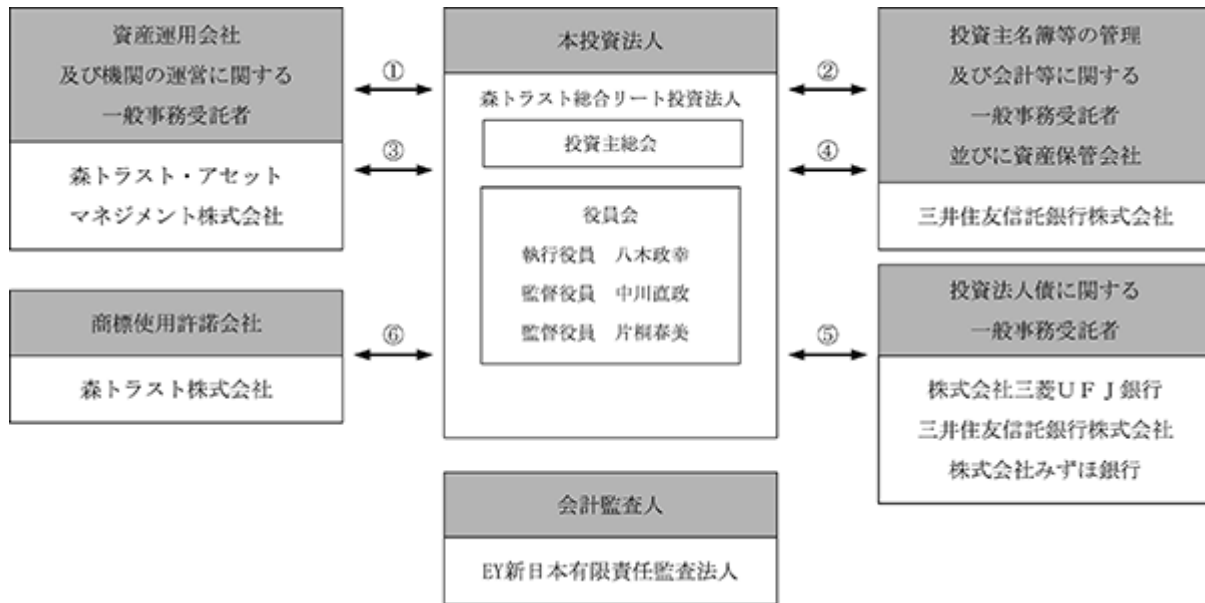 資産運用会社
及び機関の運営に関する
一般事務受託者
森トラスト・アセット
マネジメント株式会社
①
③
本投資法人
森トラスト総合リート投資法人
投資主総会
役員会
執行役員　八木政幸
監督役員　中川直政
監督役員　片桐春美
②
④
投資主名簿等の管理
及び会計等に関する
一般事務受託者
並びに資産保管会社
三井住友信託銀行株式会社
商標使用許諾会社
森トラスト株式会社
⑥
⑤
投資法人債に関する
一般事務受託者
株式会社三菱ＵＦＪ銀行
三井住友信託銀行株式会社
株式会社みずほ銀行
会計監査人
EY新日本有限責任監査法人